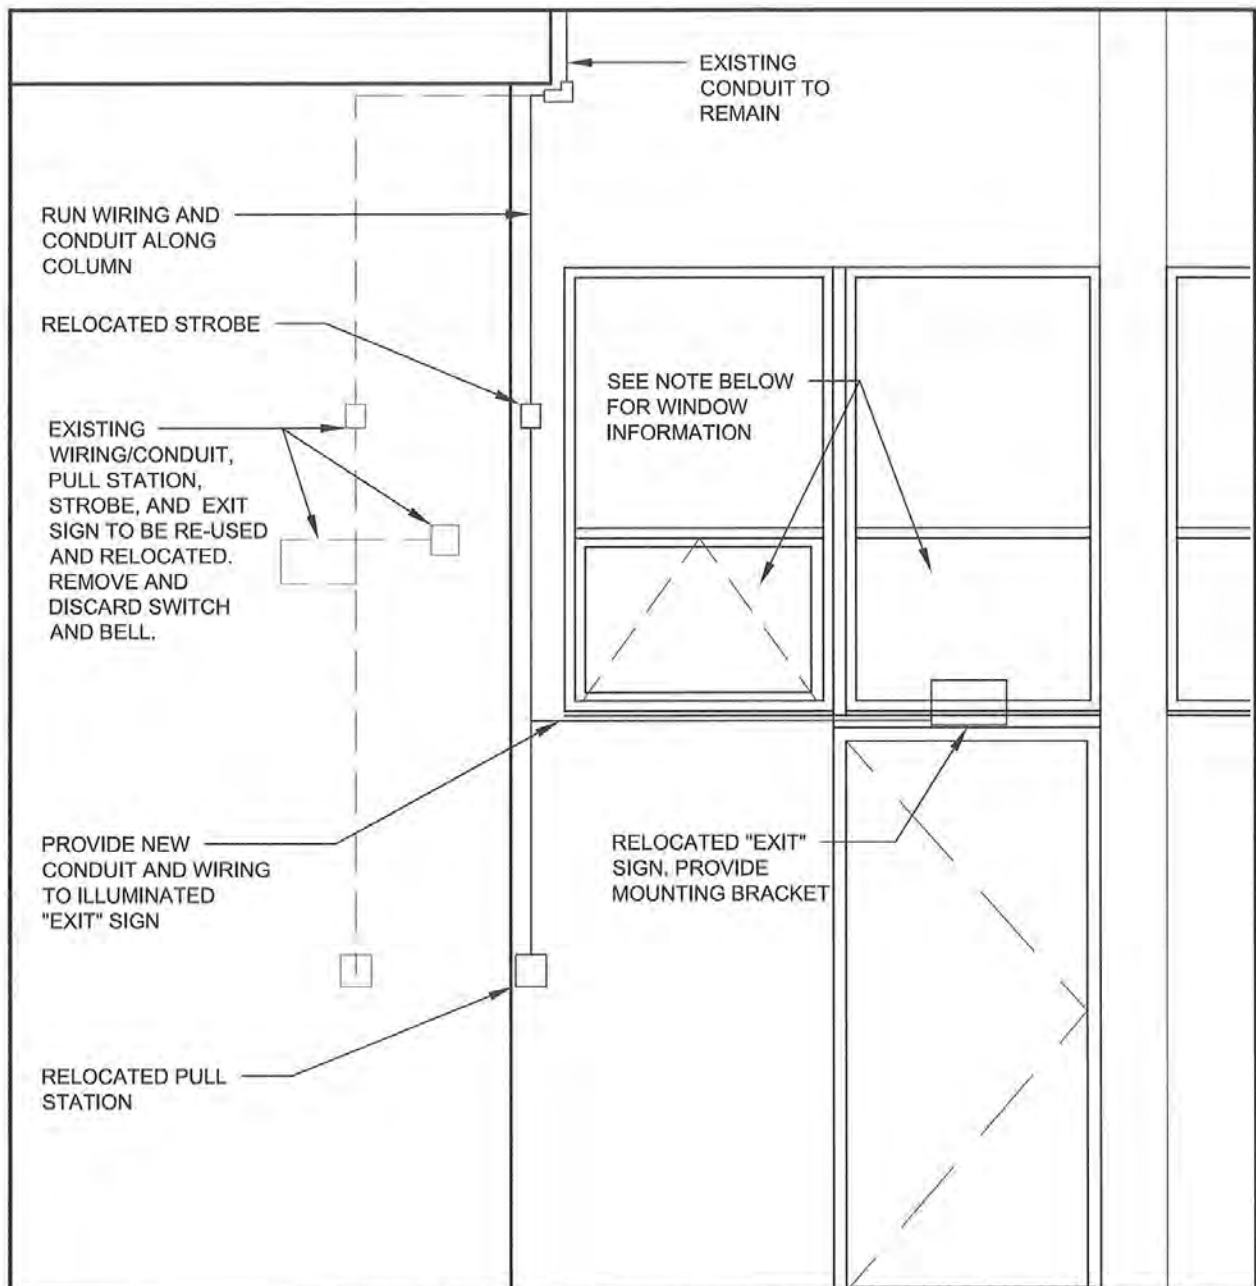 EXISTING
CONDUIT TO
REMAIN
RUN WIRING AND
CONDUIT ALONG
COLUMN
RELOCATED STROBE
SEE NOTE BELOW
FOR WINDOW
INFORMATION
EXISTING
WIRING/CONDUIT,
PULL STATION,
STROBE, AND EXIT
SIGN TO BE RE-USED
AND RELOCATED.
REMOVE AND
DISCARD SWITCH
AND BELL.
PROVIDE NEW
CONDUIT AND WIRING
TO ILLUMINATED
"EXIT" SIGN
RELOCATED "EXIT"
SIGN. PROVIDE
MOUNTING BRACKET
RELOCATED PULL
STATION